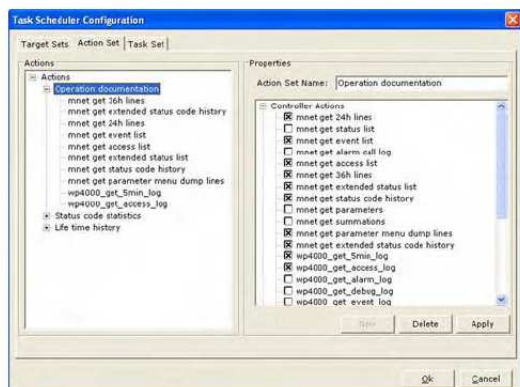 Task Scheduler Configuration
Target Sets
Action Set
Task Set
Actions
Actions
Operation documentation
mnet get 36h lines
mnet get extended status code history
mnet get 24h lines
mnet get event list
mnet get access list
mnet get extended status list
mnet get status code history
mnet get parameter menu dump lines
wp4000_get_5min_log
wp4000_get_access_log
Status code statistics
Life time history
Properties
Action Set Name:
Operation documentation
Controller Actions
mnet get 24h lines
mnet get status list
mnet get event list
mnet get alarm call log
mnet get access list
mnet get 36h lines
mnet get extended status list
mnet get status code history
mnet get parameters
mnet get summations
mnet get parameter menu dump lines
mnet get extended status code history
wp4000_get_5min_log
wp4000_get_access_log
wp4000_get_alarm_log
wp4000_get_debug_log
wp4000_get_event_log
New
Delete
Apply
Ok
Cancel